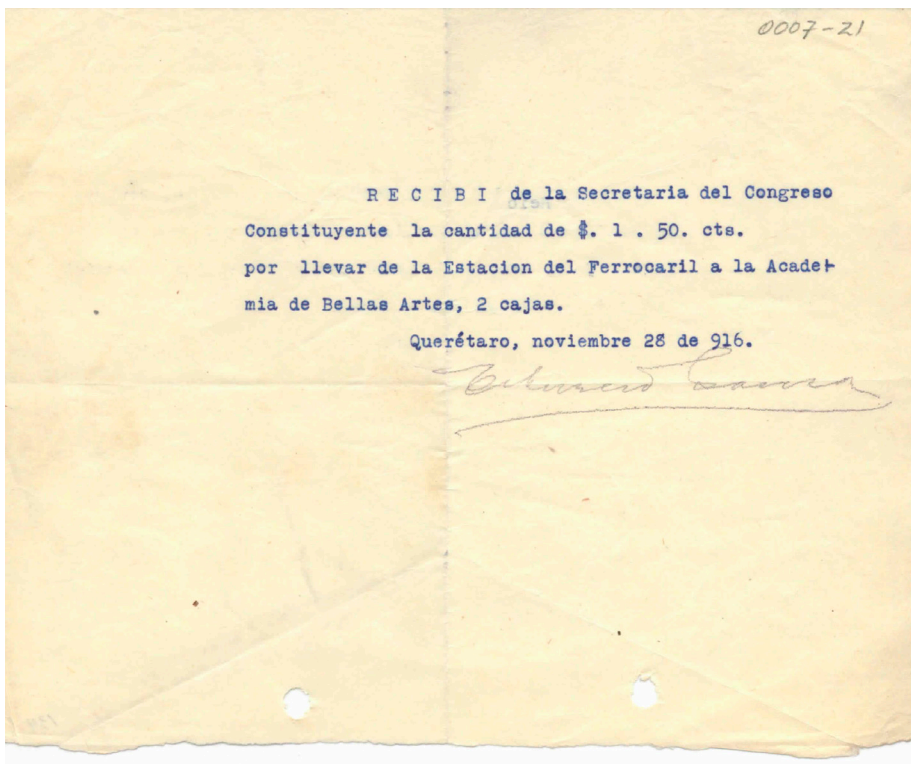 0007-21
R E C I B I de la Secretaria del Congreso
Constituyente la cantidad de $. 1 . 50. cts.
por llevar de la Estacion del Ferrocaril a la Acade-
mia de Bellas Artes, 2 cajas.
Querétaro, noviembre 28 de 916.